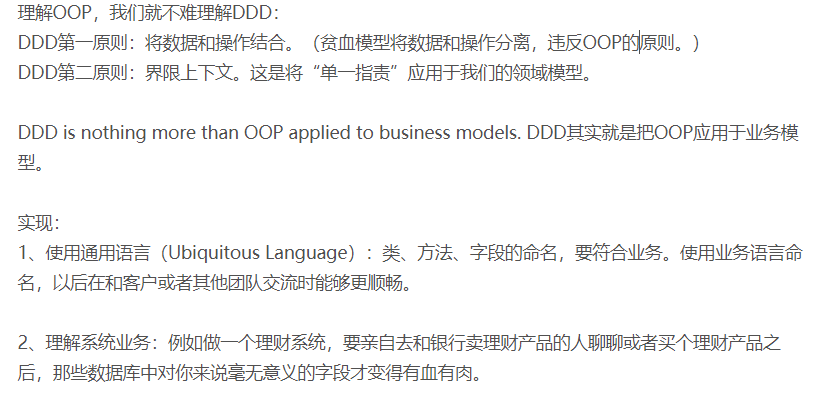 理解OOP，我们就不难理解DDD：
DDD第一原则：将数据和操作结合。（贫血模型将数据和操作分离，违反OOP的原则。）
DDD第二原则：界限上下文。这是将“单一指责”应用于我们的领域模型。
DDD is nothing more than OOP applied to business models. DDD其实就是把OOP应用于业务模
型。
实现：
1、使用通用语言（Ubiquitous Language）：类、方法、字段的命名，要符合业务。使用业务语言命
名，以后在和客户或者其他团队交流时能够更顺畅。
2、理解系统业务：例如做一个理财系统，要亲自去和银行卖理财产品的人聊聊或者买个理财产品之
后，那些数据库中对你来说毫无意义的字段才变得有血有肉。